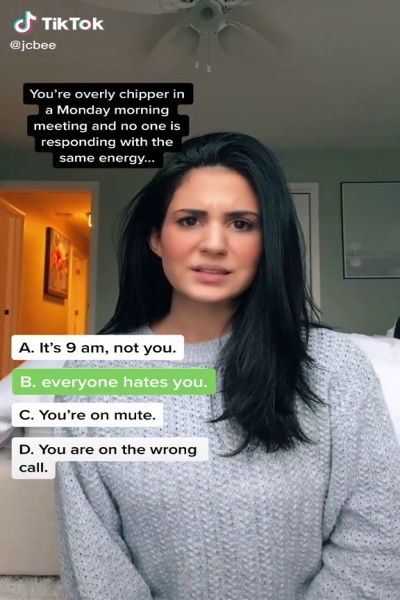 TikTok
@jcbee
You're overly chipper in
a Monday morning
meeting and no one is
responding with the
same energy...
A. It's 9 am, not you.
B. everyone hates you.
C. You're on mute.
D. You are on the wrong
call.